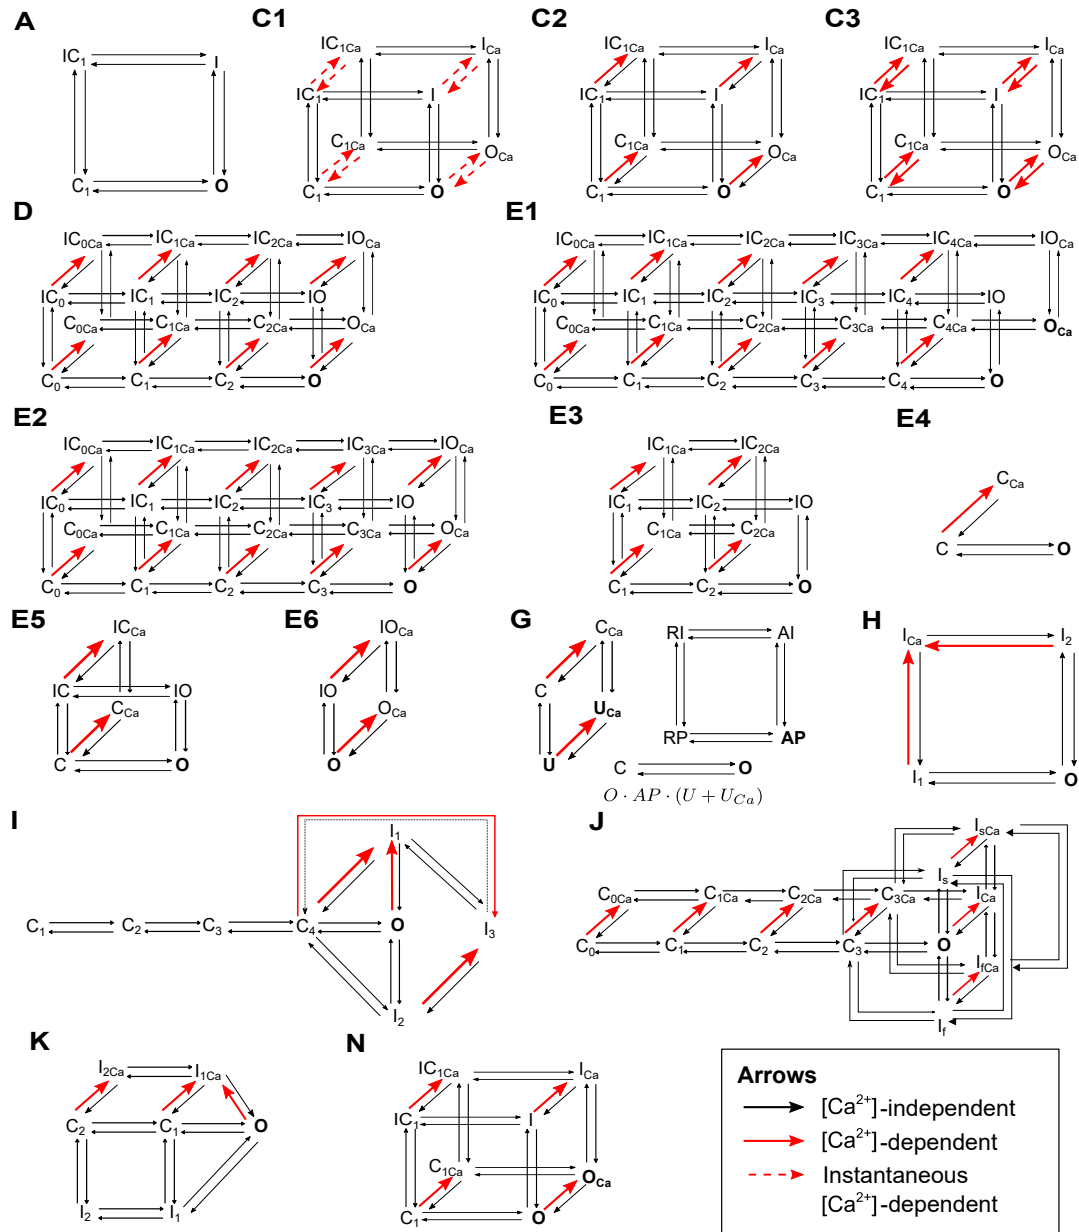 A
C1
C2
C3
IC1 I
C1 O
IC1Ca ICa
IC1 I
C1Ca OCa
C1 O
IC1Ca ICa
IC1 I
C1Ca OCa
C1 O
IC1Ca ICa
IC1 I
C1Ca OCa
C1 O
D
IC0Ca IC1Ca IC2Ca IOCa
IC0 IC1 IC2 IO
C0Ca C1Ca C2Ca OCa
C0 C1 C2 O
E1
IC0Ca IC1Ca IC2Ca IC3Ca IC4Ca IOCa
IC0 IC1 IC2 IC3 IC4 IO
C0Ca C1Ca C2Ca C3Ca C4Ca OCa
C0 C1 C2 C3 C4 O
E2
IC0Ca IC1Ca IC2Ca IC3Ca IOCa
IC0 IC1 IC2 IC3 IO
C0Ca C1Ca C2Ca C3Ca OCa
C0 C1 C2 C3 O
E3
IC1Ca IC2Ca
IC1 IC2 IO
C1Ca C2Ca
C1 C2 O
E4
CCa
C O
E5
ICCa
IC IO
CCa
C O
E6
IOCa
IO
OCa
O
G
CCa
C
UCa
U
RI AI
RP AP
C O
O · AP · (U + UCa)
H
ICa I2
I1 O
I
I1
C1 C2 C3 C4 O I3
I2
J
IsCa
Is
C0Ca C1Ca C2Ca C3Ca ICa
C0 C1 C2 C3 O
IfCa
If
K
I2Ca I1Ca
C2 C1 O
I2 I1
N
IC1Ca ICa
IC1 I
C1Ca OCa
C1 O
Arrows
[Ca²⁺]-independent
[Ca²⁺]-dependent
Instantaneous
[Ca²⁺]-dependent